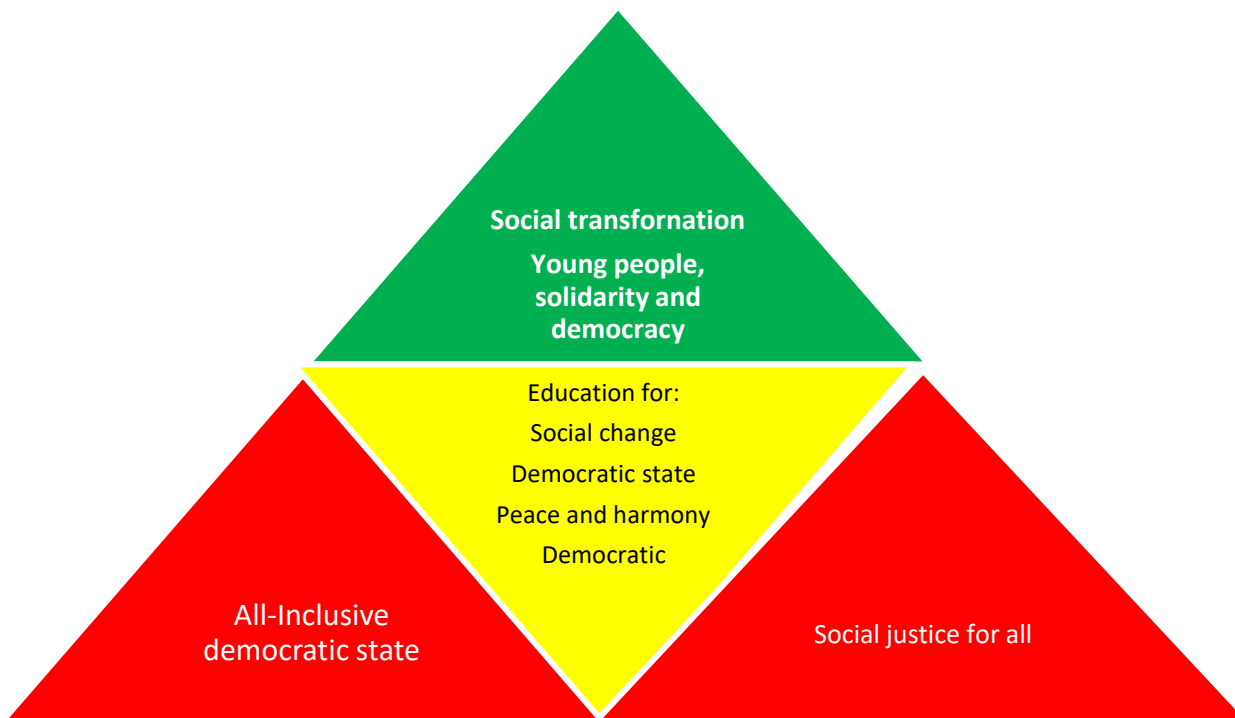 Social transfornation
Young people,
solidarity and
democracy
Education for:
Social change
Democratic state
Peace and harmony
Democratic
All-Inclusive
democratic state
Social justice for all